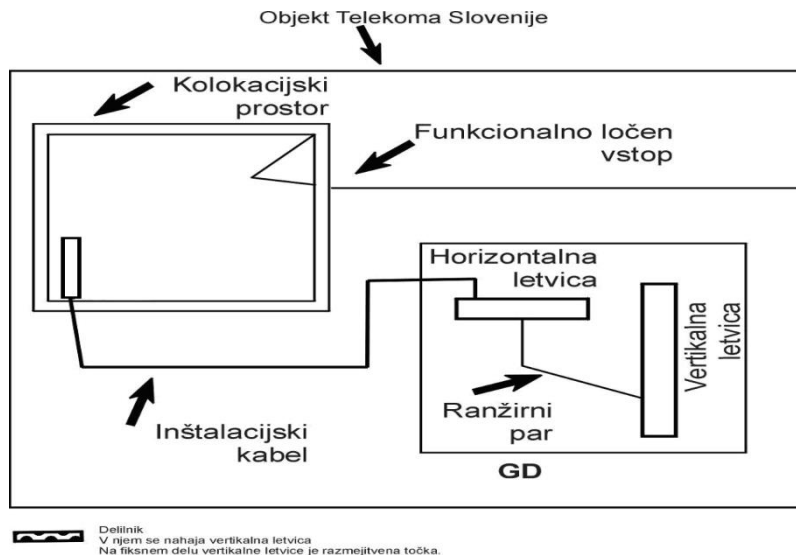 Objekt Telekoma Slovenije
Kolokacijski
prostor
Funkcionalno ločen
vstop
Horizontalna
letvica
Vertikalna
letvica
Ranžirni
par
Inštalacijski
kabel
GD
Delilnik
V njem se nahaja vertikalna letvica
Na fiksnem delu vertikalne letvice je razmejitvena točka.